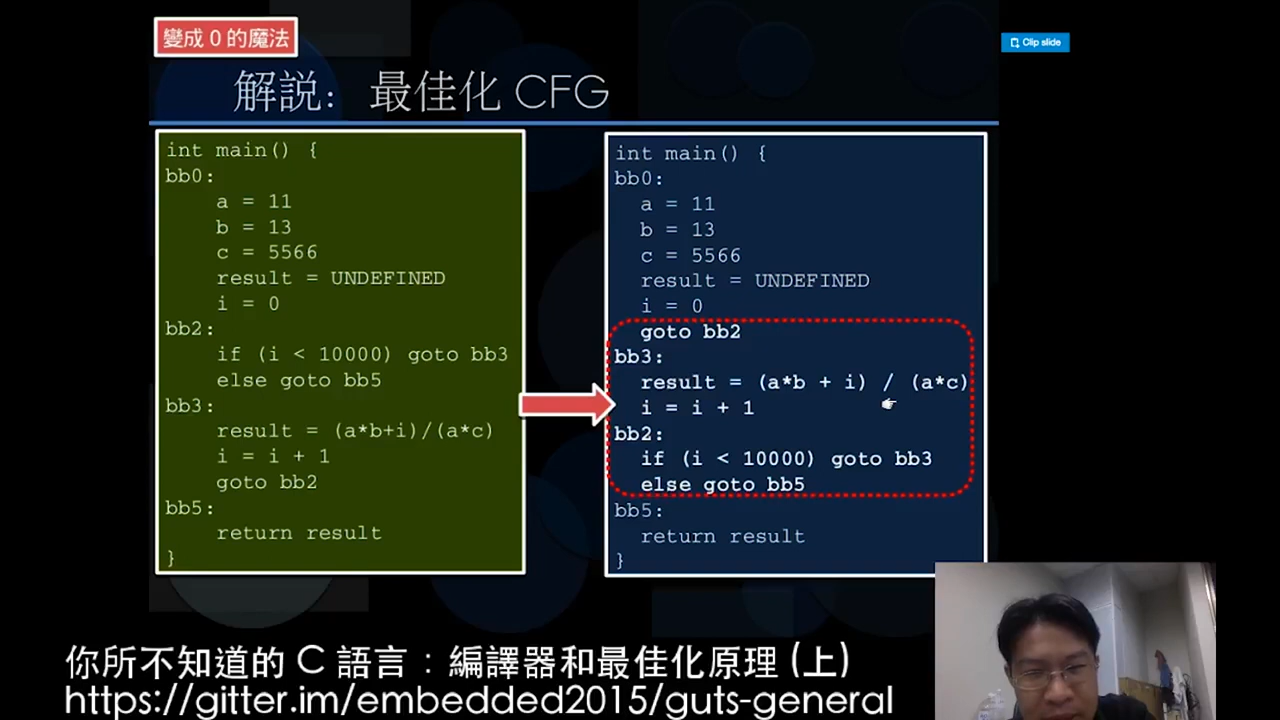 變成 0 的魔法
Clip slide
解説： 最佳化 CFG
int main() {
bb0:
a = 11
b = 13
c = 5566
result = UNDEFINED
i = 0
bb2:
if (i < 10000) goto bb3
else goto bb5
bb3:
result = (a*b+i)/(a*c)
i = i + 1
goto bb2
bb5:
return result
}
int main() {
bb0:
a = 11
b = 13
c = 5566
result = UNDEFINED
i = 0
goto bb2
bb3:
result = (a*b + i) / (a*c)
i = i + 1
bb2:
if (i < 10000) goto bb3
else goto bb5
bb5:
return result
}
你所不知道的 C 語言：編譯器和最佳化原理 (上)
https://gitter.im/embedded2015/guts-general